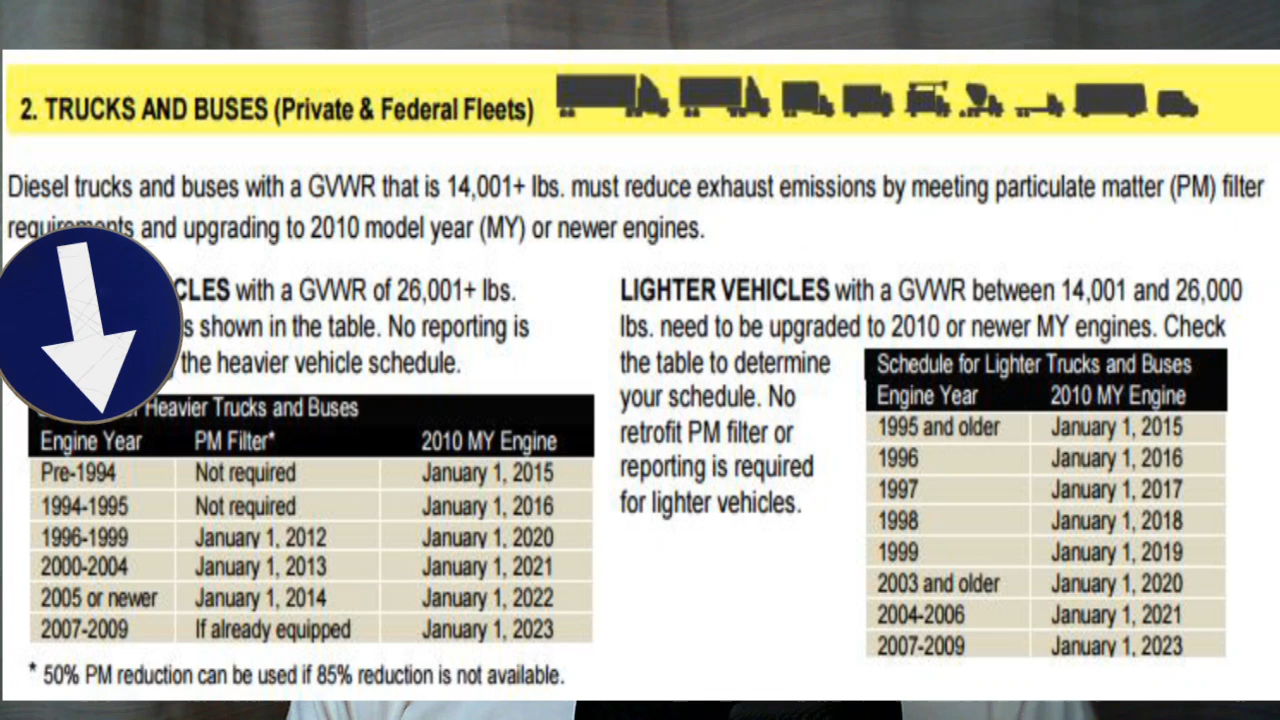 2. TRUCKS AND BUSES (Private & Federal Fleets)
Diesel trucks and buses with a GVWR that is 14,001+ lbs. must reduce exhaust emissions by meeting particulate matter (PM) filter
requirements and upgrading to 2010 model year (MY) or newer engines.
CLES with a GVWR of 26,001+ lbs.
s shown in the table. No reporting is
the heavier vehicle schedule.
Heavier Trucks and Buses
Engine Year PM Filter* 2010 MY Engine
Pre-1994 Not required January 1, 2015
1994-1995 Not required January 1, 2016
1996-1999 January 1, 2012 January 1, 2020
2000-2004 January 1, 2013 January 1, 2021
2005 or newer January 1, 2014 January 1, 2022
2007-2009 If already equipped January 1, 2023
* 50% PM reduction can be used if 85% reduction is not available.
LIGHTER VEHICLES with a GVWR between 14,001 and 26,000
lbs. need to be upgraded to 2010 or newer MY engines. Check
the table to determine
your schedule. No
retrofit PM filter or
reporting is required
for lighter vehicles.
Schedule for Lighter Trucks and Buses
Engine Year 2010 MY Engine
1995 and older January 1, 2015
1996 January 1, 2016
1997 January 1, 2017
1998 January 1, 2018
1999 January 1, 2019
2003 and older January 1, 2020
2004-2006 January 1, 2021
2007-2009 January 1, 2023